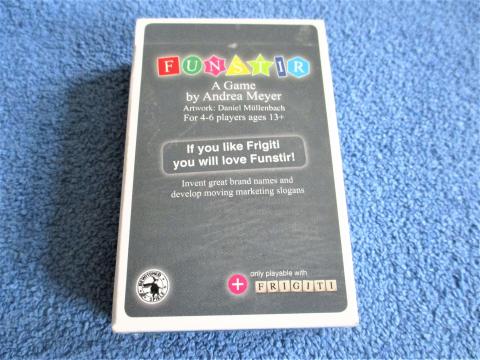 FUNSTIR
A Game
by Andrea Meyer
Artwork: Daniel Müllenbach
For 4-6 players ages 13+
If you like Frigiti
you will love Funstir!
Invent great brand names and
develop moving marketing slogans
only playable with
+ FRIGITI